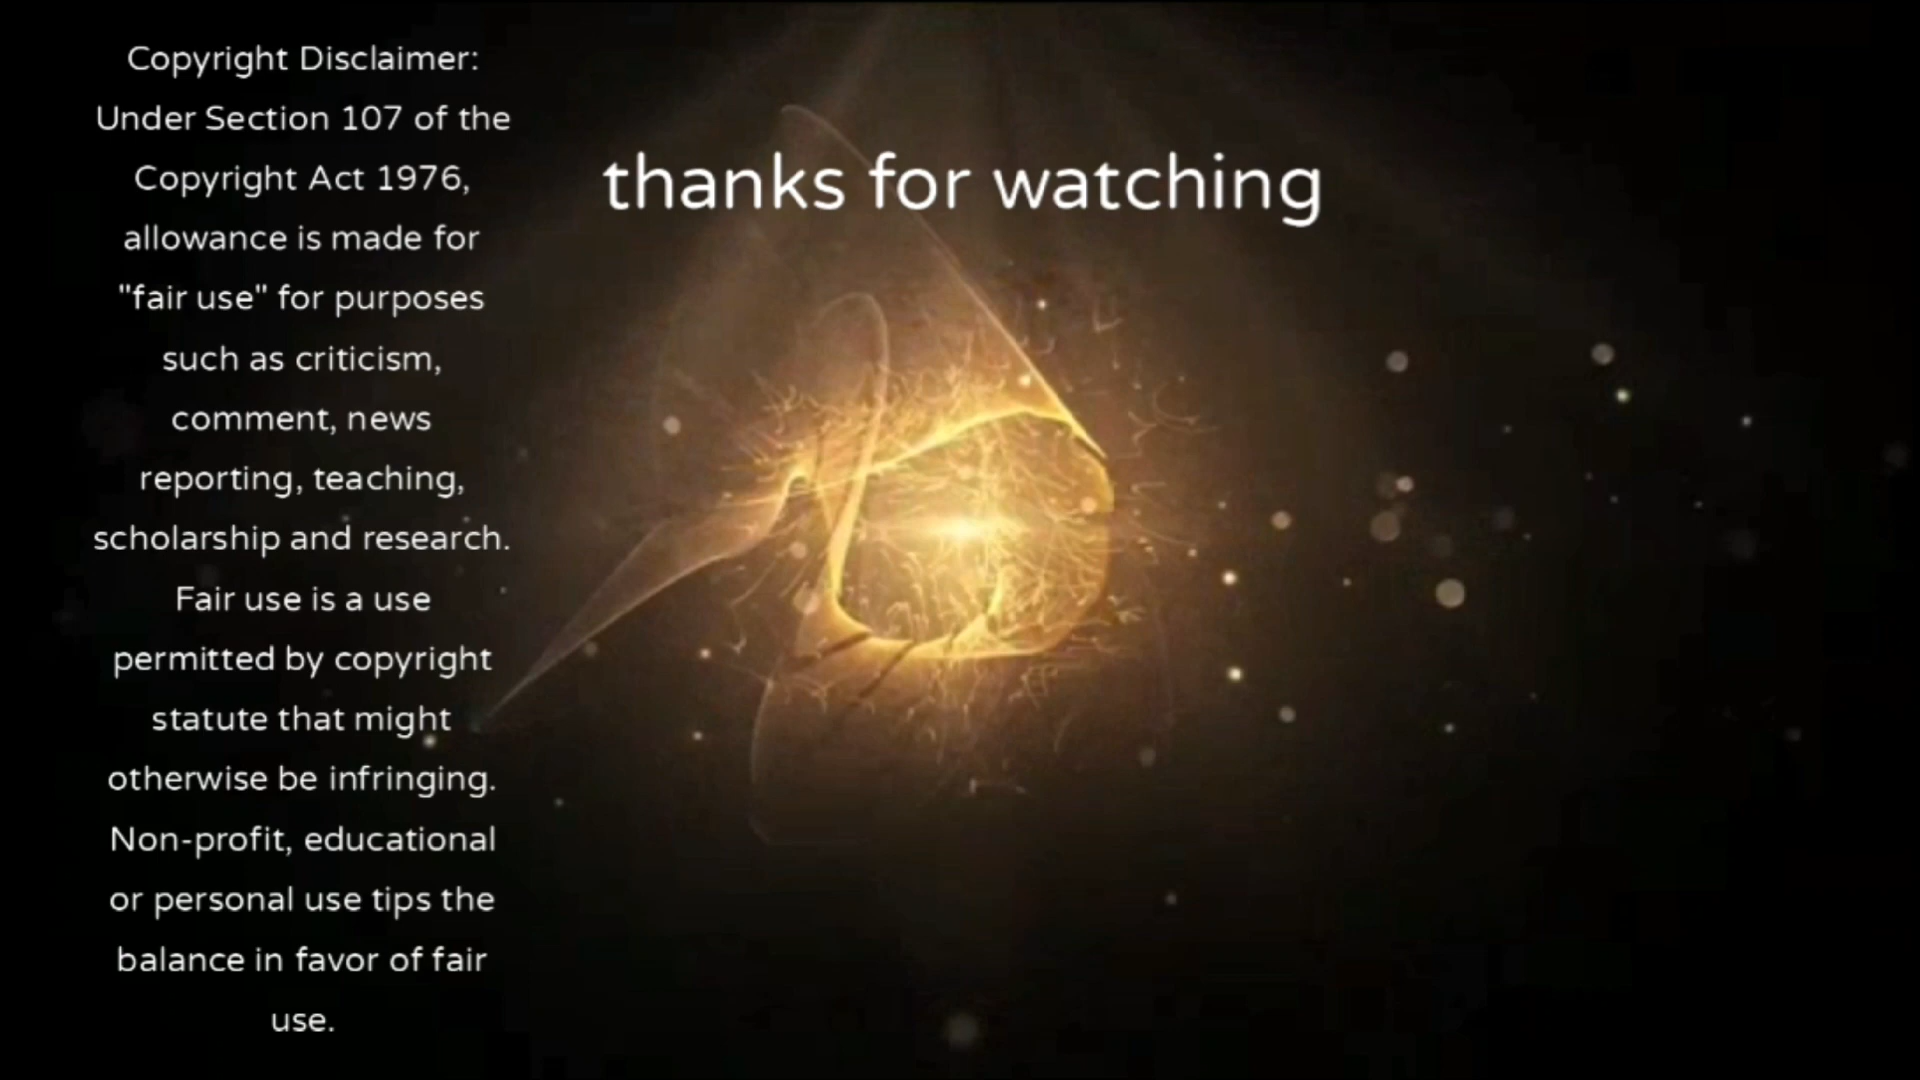 Copyright Disclaimer:
Under Section 107 of the
Copyright Act 1976,
allowance is made for
"fair use" for purposes
such as criticism,
comment, news
reporting, teaching,
scholarship and research.
Fair use is a use
permitted by copyright
statute that might
otherwise be infringing.
Non-profit, educational
or personal use tips the
balance in favor of fair
use.
thanks for watching